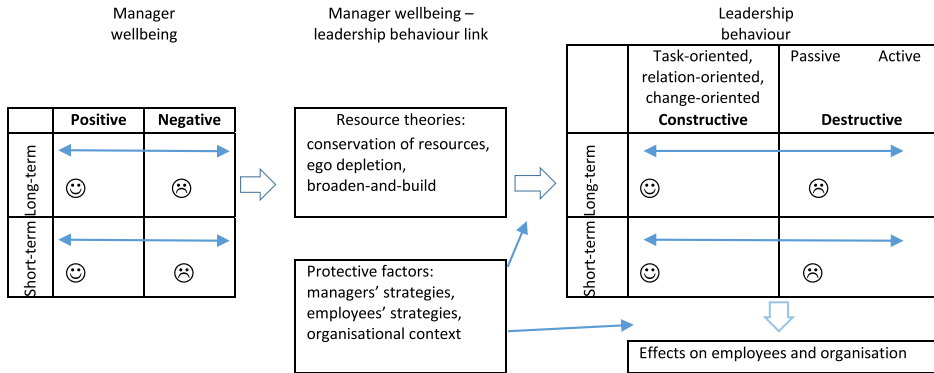 Manager
wellbeing
Manager wellbeing –
leadership behaviour link
Leadership
behaviour
Positive
Negative
Long-term
Short-term
Resource theories:
conservation of resources,
ego depletion,
broaden-and-build
Protective factors:
managers’ strategies,
employees’ strategies,
organisational context
Task-oriented,
relation-oriented,
change-oriented
Constructive
Passive
Active
Destructive
Long-term
Short-term
Effects on employees and organisation